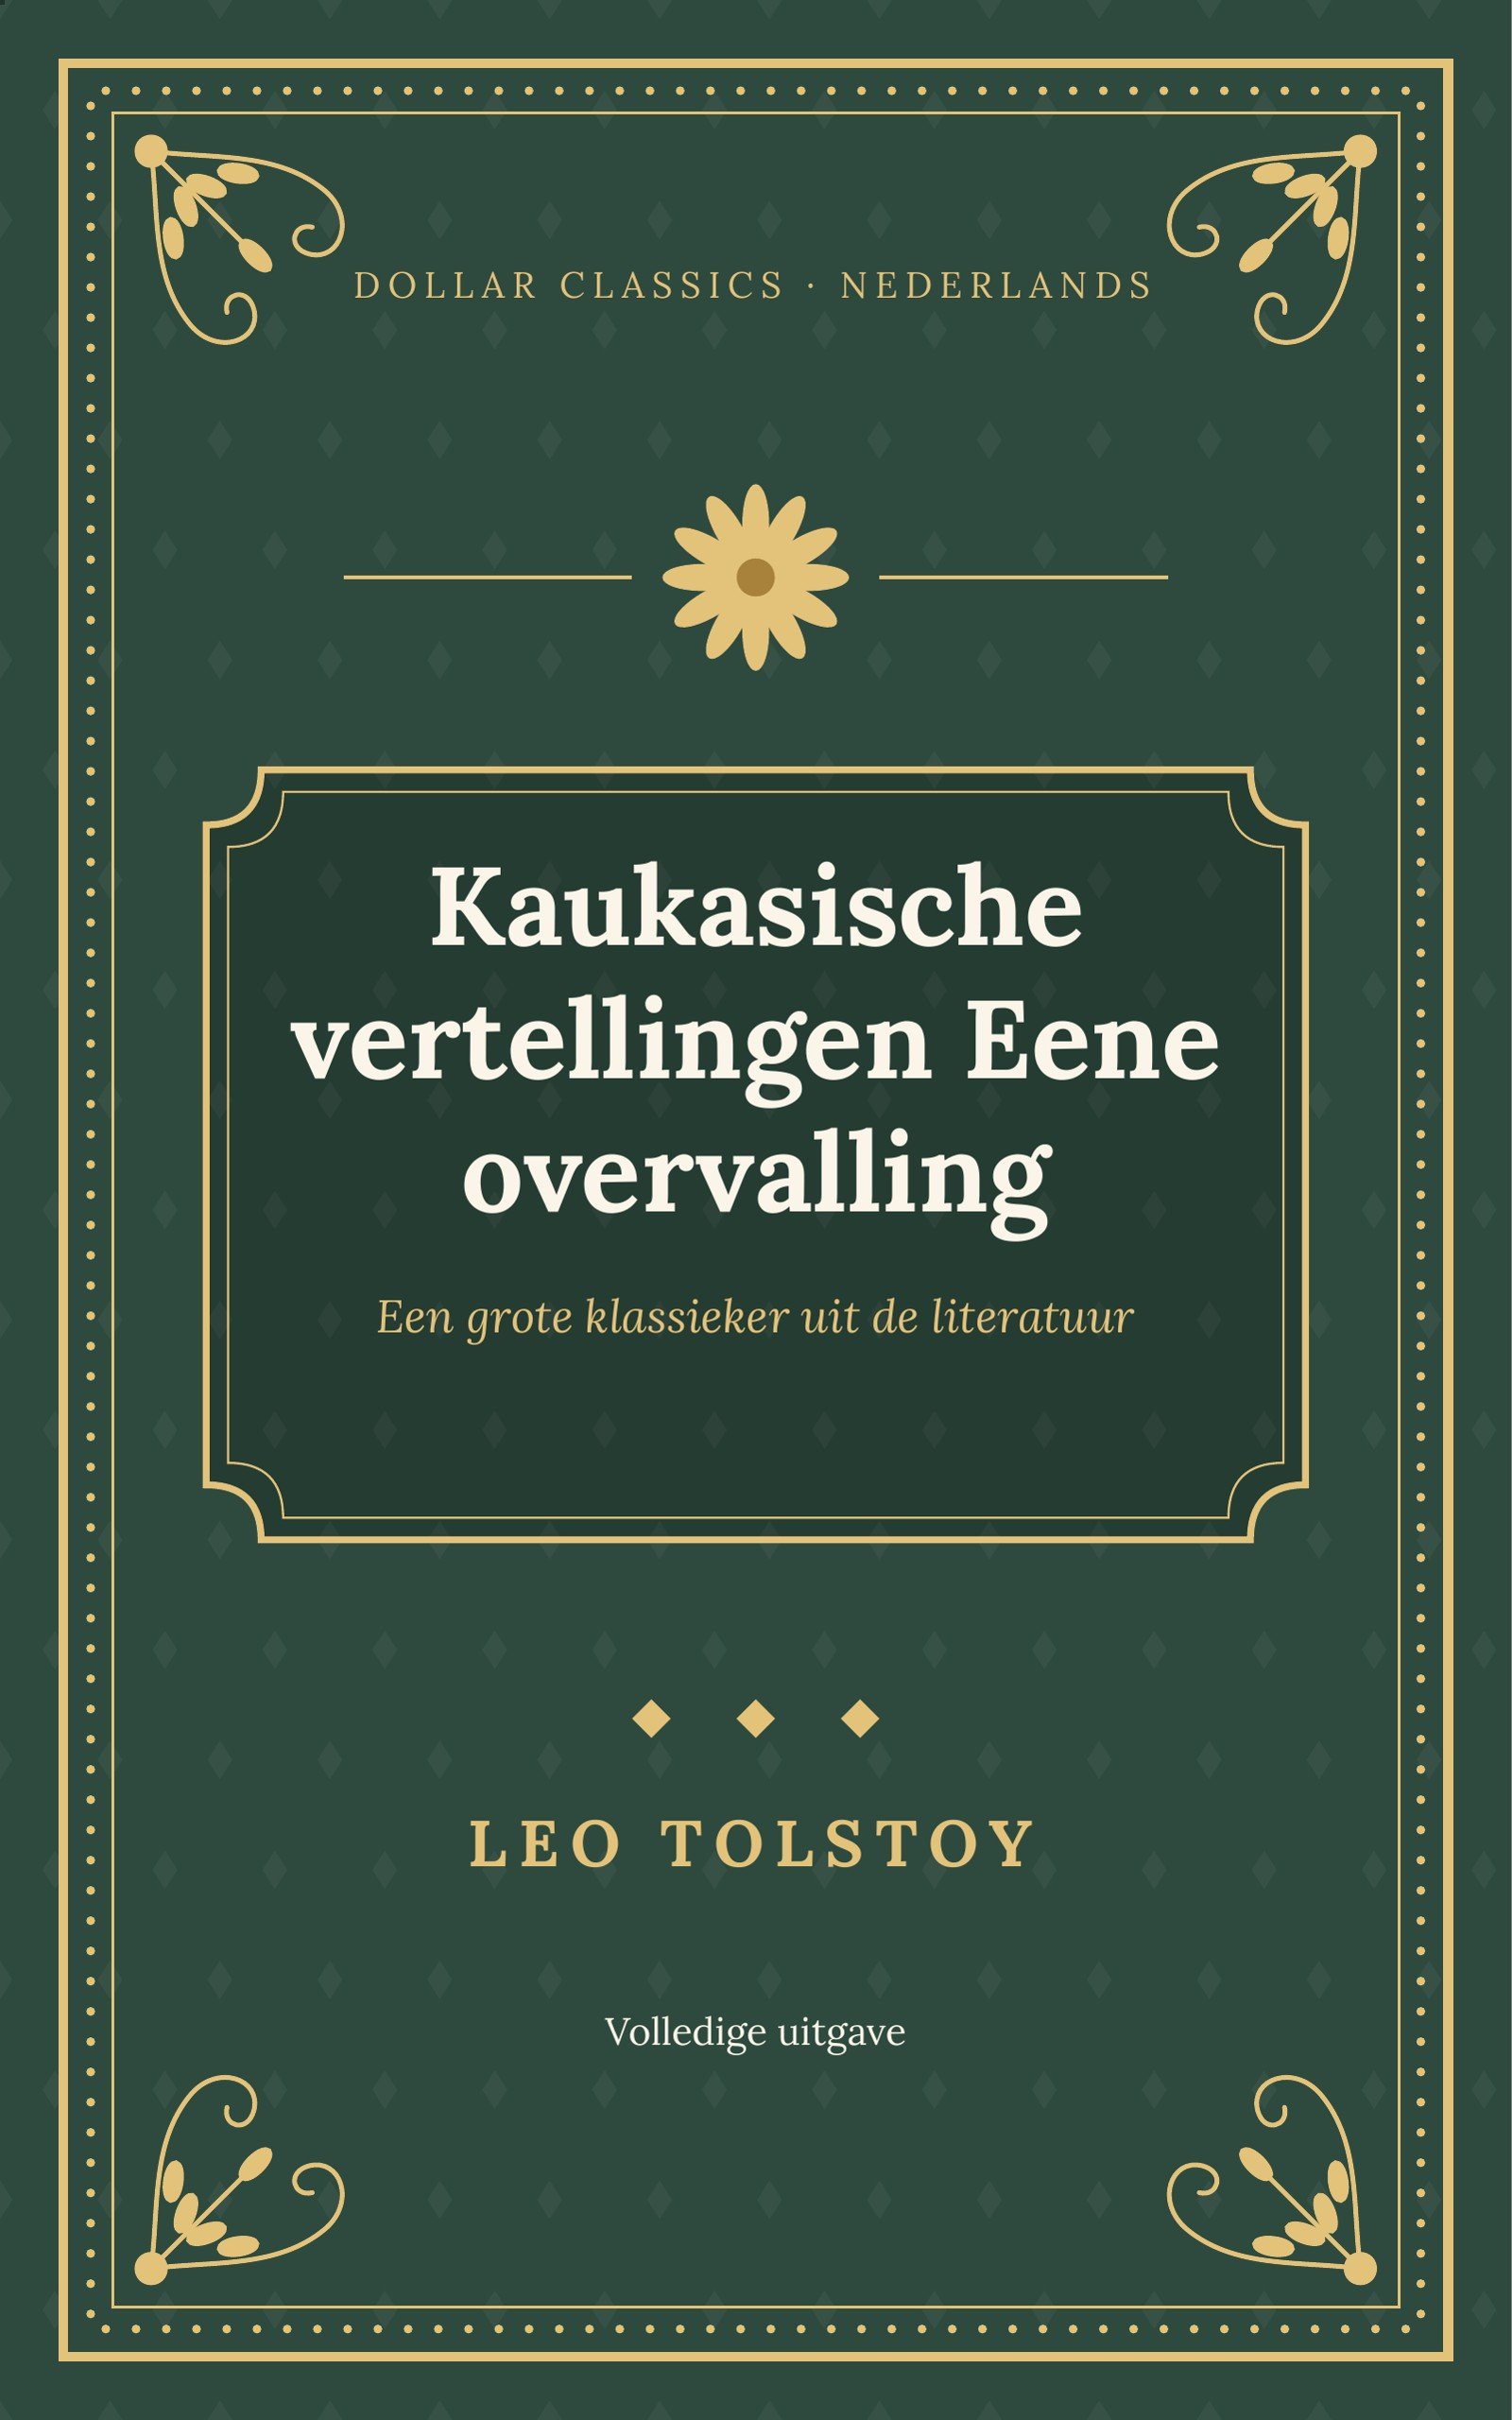 DOLLAR CLASSICS · NEDERLANDS
Kaukasische
vertellingen Eene
overvalling
Een grote klassieker uit de literatuur
LEO TOLSTOY
Volledige uitgave